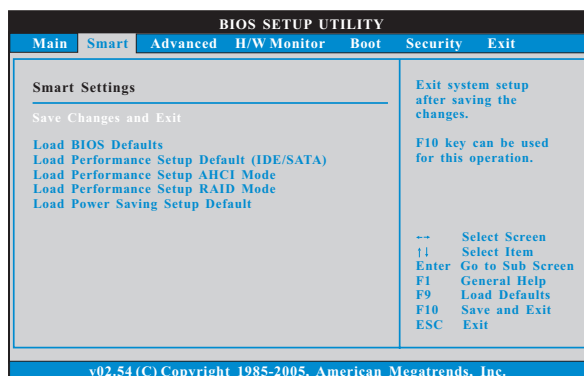 BIOS SETUP UTILITY
Main Smart Advanced H/W Monitor Boot Security Exit
Smart Settings
Save Changes and Exit
Load BIOS Defaults
Load Performance Setup Default (IDE/SATA)
Load Performance Setup AHCI Mode
Load Performance Setup RAID Mode
Load Power Saving Setup Default
Exit system setup
after saving the
changes.
F10 key can be used
for this operation.
←→ Select Screen
↑↓ Select Item
Enter Go to Sub Screen
F1 General Help
F9 Load Defaults
F10 Save and Exit
ESC Exit
v02.54 (C) Copyright 1985-2005, American Megatrends, Inc.